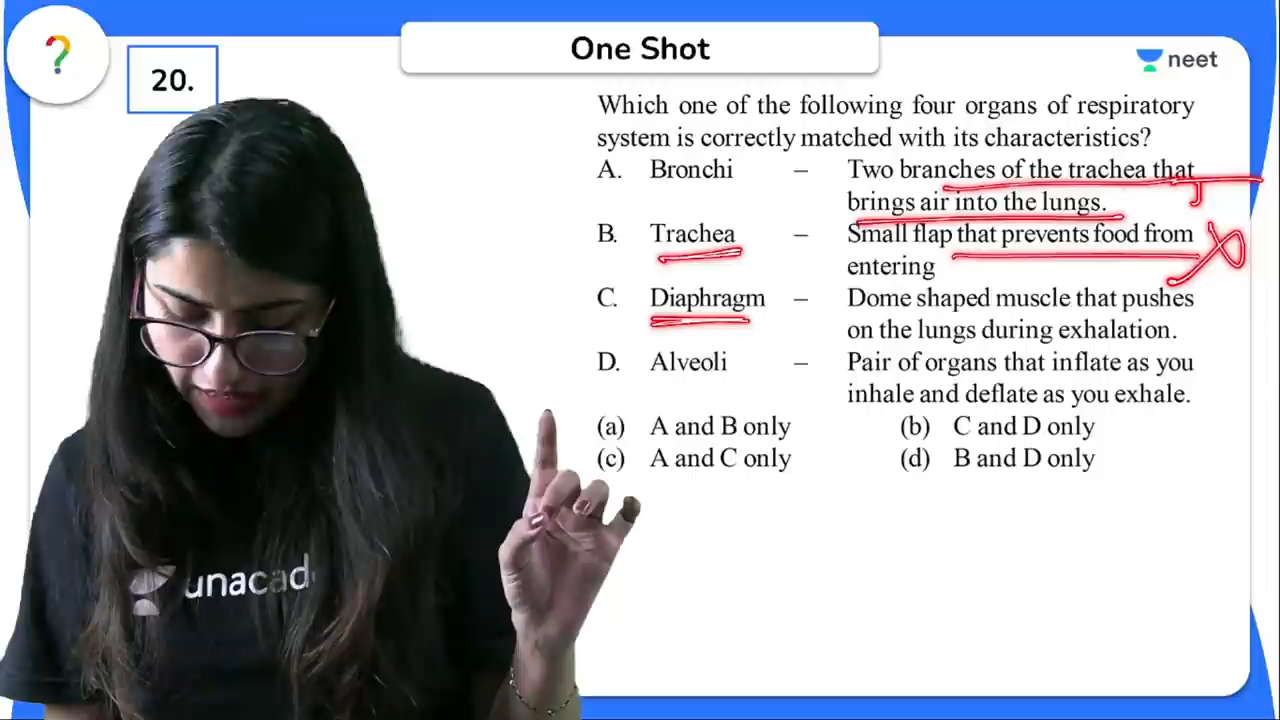 ?
20.
One Shot
neet
Which one of the following four organs of respiratory
system is correctly matched with its characteristics?
A. Bronchi – Two branches of the trachea that
brings air into the lungs.
B. Trachea – Small flap that prevents food from
entering
C. Diaphragm – Dome shaped muscle that pushes
on the lungs during exhalation.
D. Alveoli – Pair of organs that inflate as you
inhale and deflate as you exhale.
(a) A and B only (b) C and D only
(c) A and C only (d) B and D only
unacad